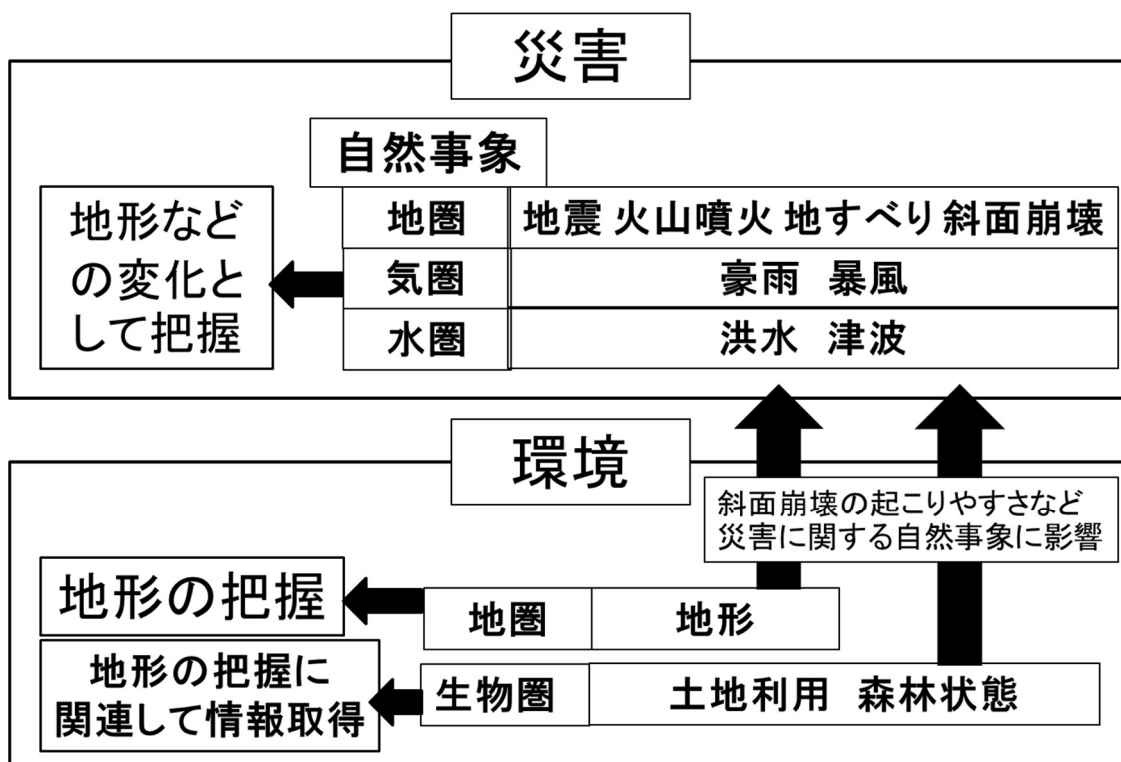 災害
自然事象
地形など
の変化と
して把握
地圏 地震 火山噴火 地すべり 斜面崩壊
気圏 豪雨 暴風
水圏 洪水 津波
環境
斜面崩壊の起こりやすさなど
災害に関する自然事象に影響
地形の把握
地圏 地形
地形の把握に
関連して情報取得
生物圏 土地利用 森林状態